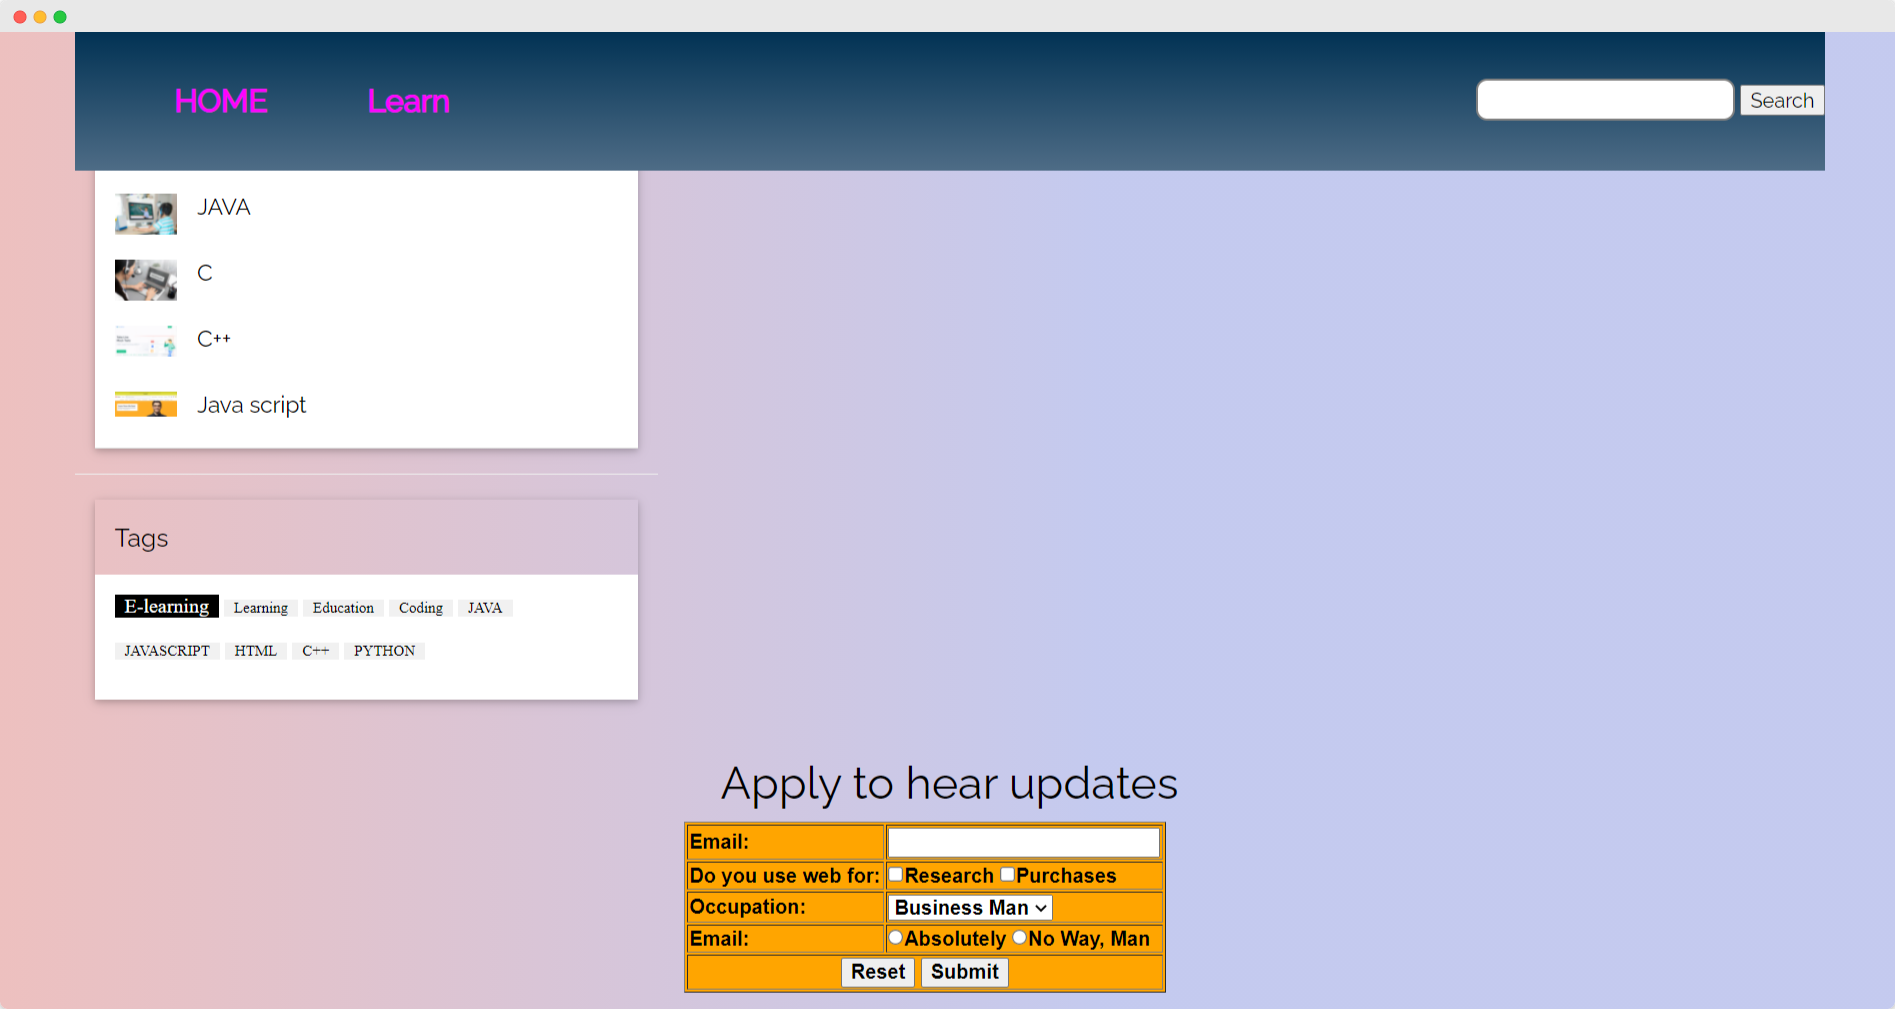 HOME Learn Search
JAVA
C
C++
Java script
Tags
E-learning Learning Education Coding JAVA
JAVASCRIPT HTML C++ PYTHON
Apply to hear updates
Email:
Do you use web for: Research Purchases
Occupation: Business Man
Email: Absolutely No Way, Man
Reset Submit